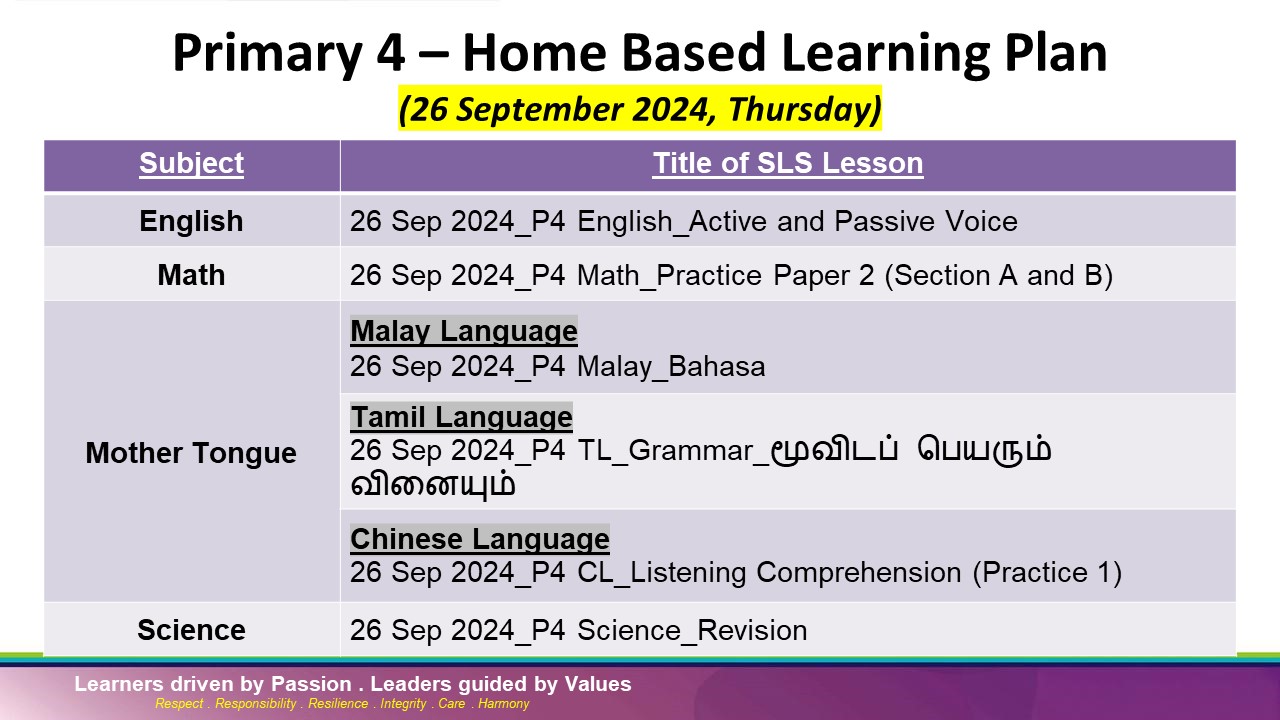 Primary 4 – Home Based Learning Plan
(26 September 2024, Thursday)
Subject
Title of SLS Lesson
English
26 Sep 2024_P4 English_Active and Passive Voice
Math
26 Sep 2024_P4 Math_Practice Paper 2 (Section A and B)
Mother Tongue
Malay Language
26 Sep 2024_P4 Malay_Bahasa
Tamil Language
26 Sep 2024_P4 TL_Grammar_மூவிடப் பெயரும்
வினையும்
Chinese Language
26 Sep 2024_P4 CL_Listening Comprehension (Practice 1)
Science
26 Sep 2024_P4 Science_Revision
Learners driven by Passion . Leaders guided by Values
Respect . Responsibility . Resilience . Integrity . Care . Harmony